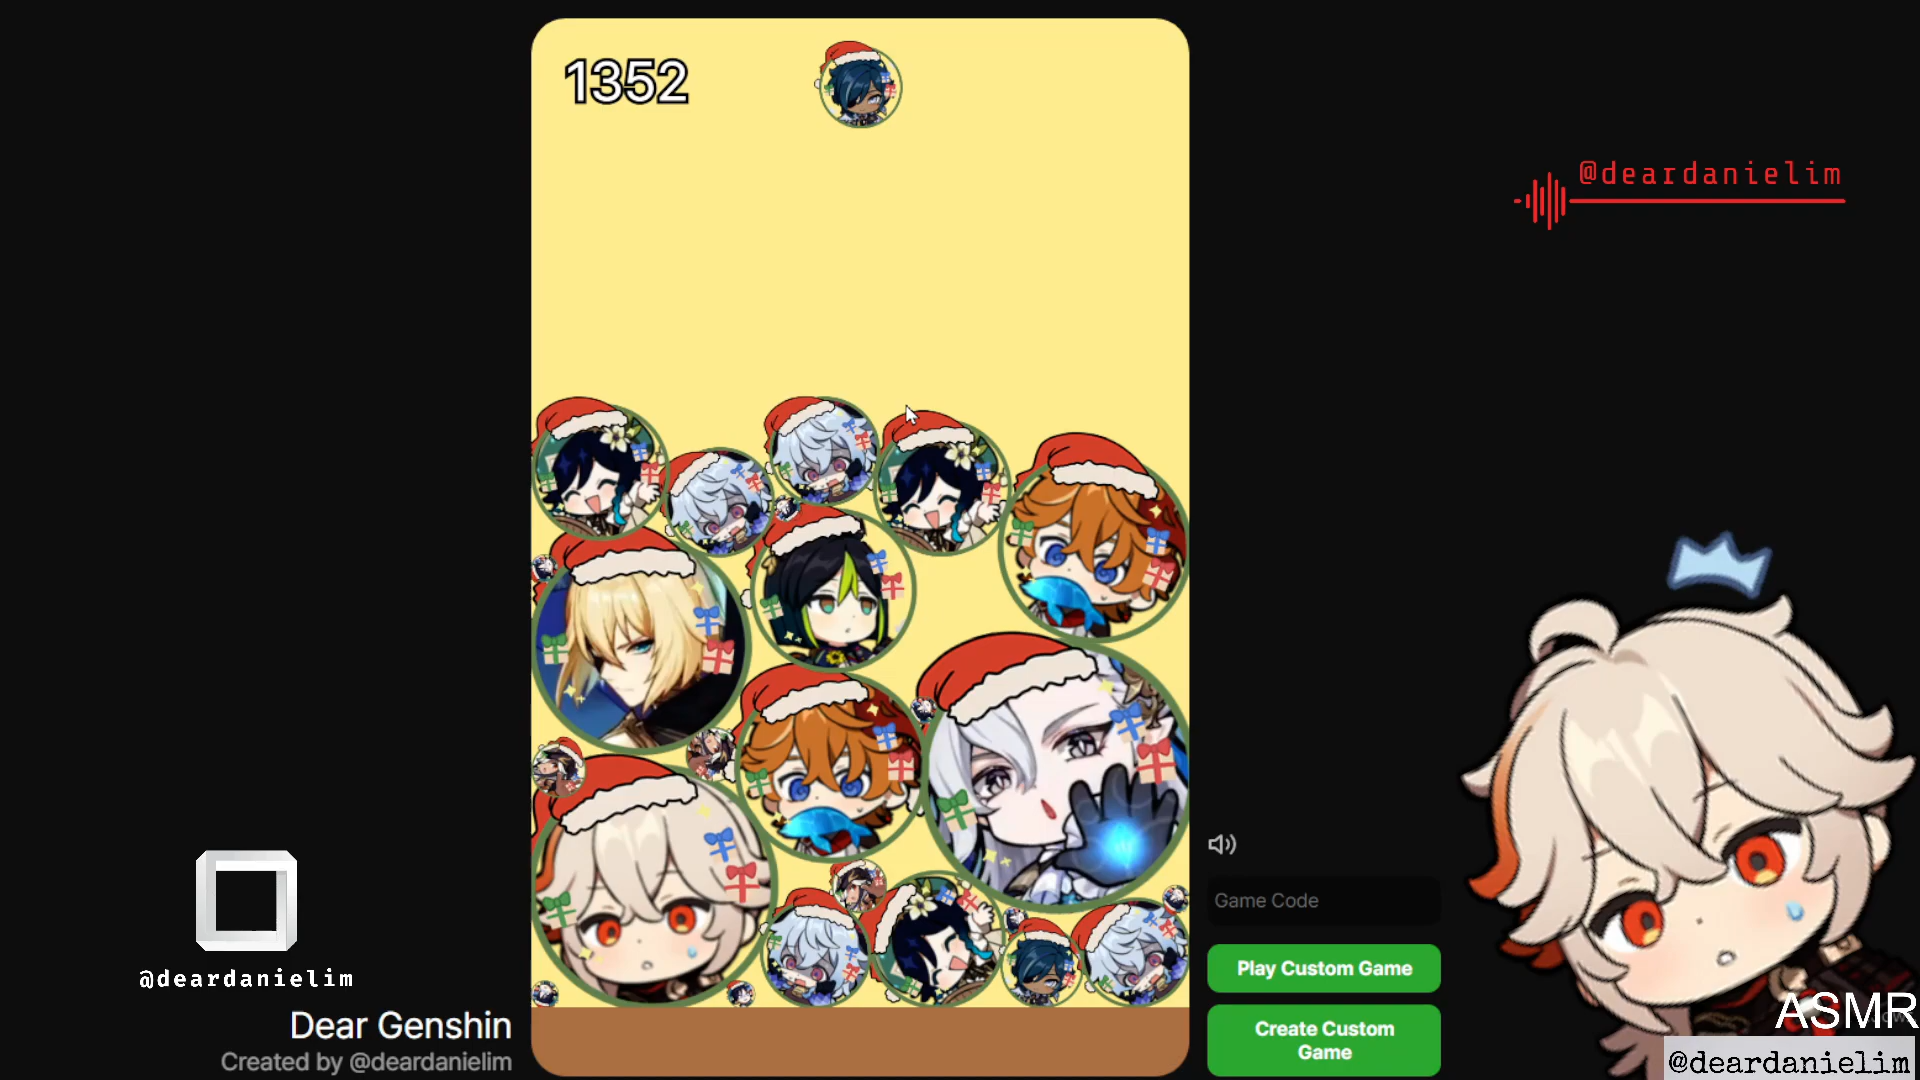 1352
@deardanielim
@deardanielim
Dear Genshin
Created by @deardanielim
Game Code
Play Custom Game
Create Custom
Game
ASMR
@deardanielim